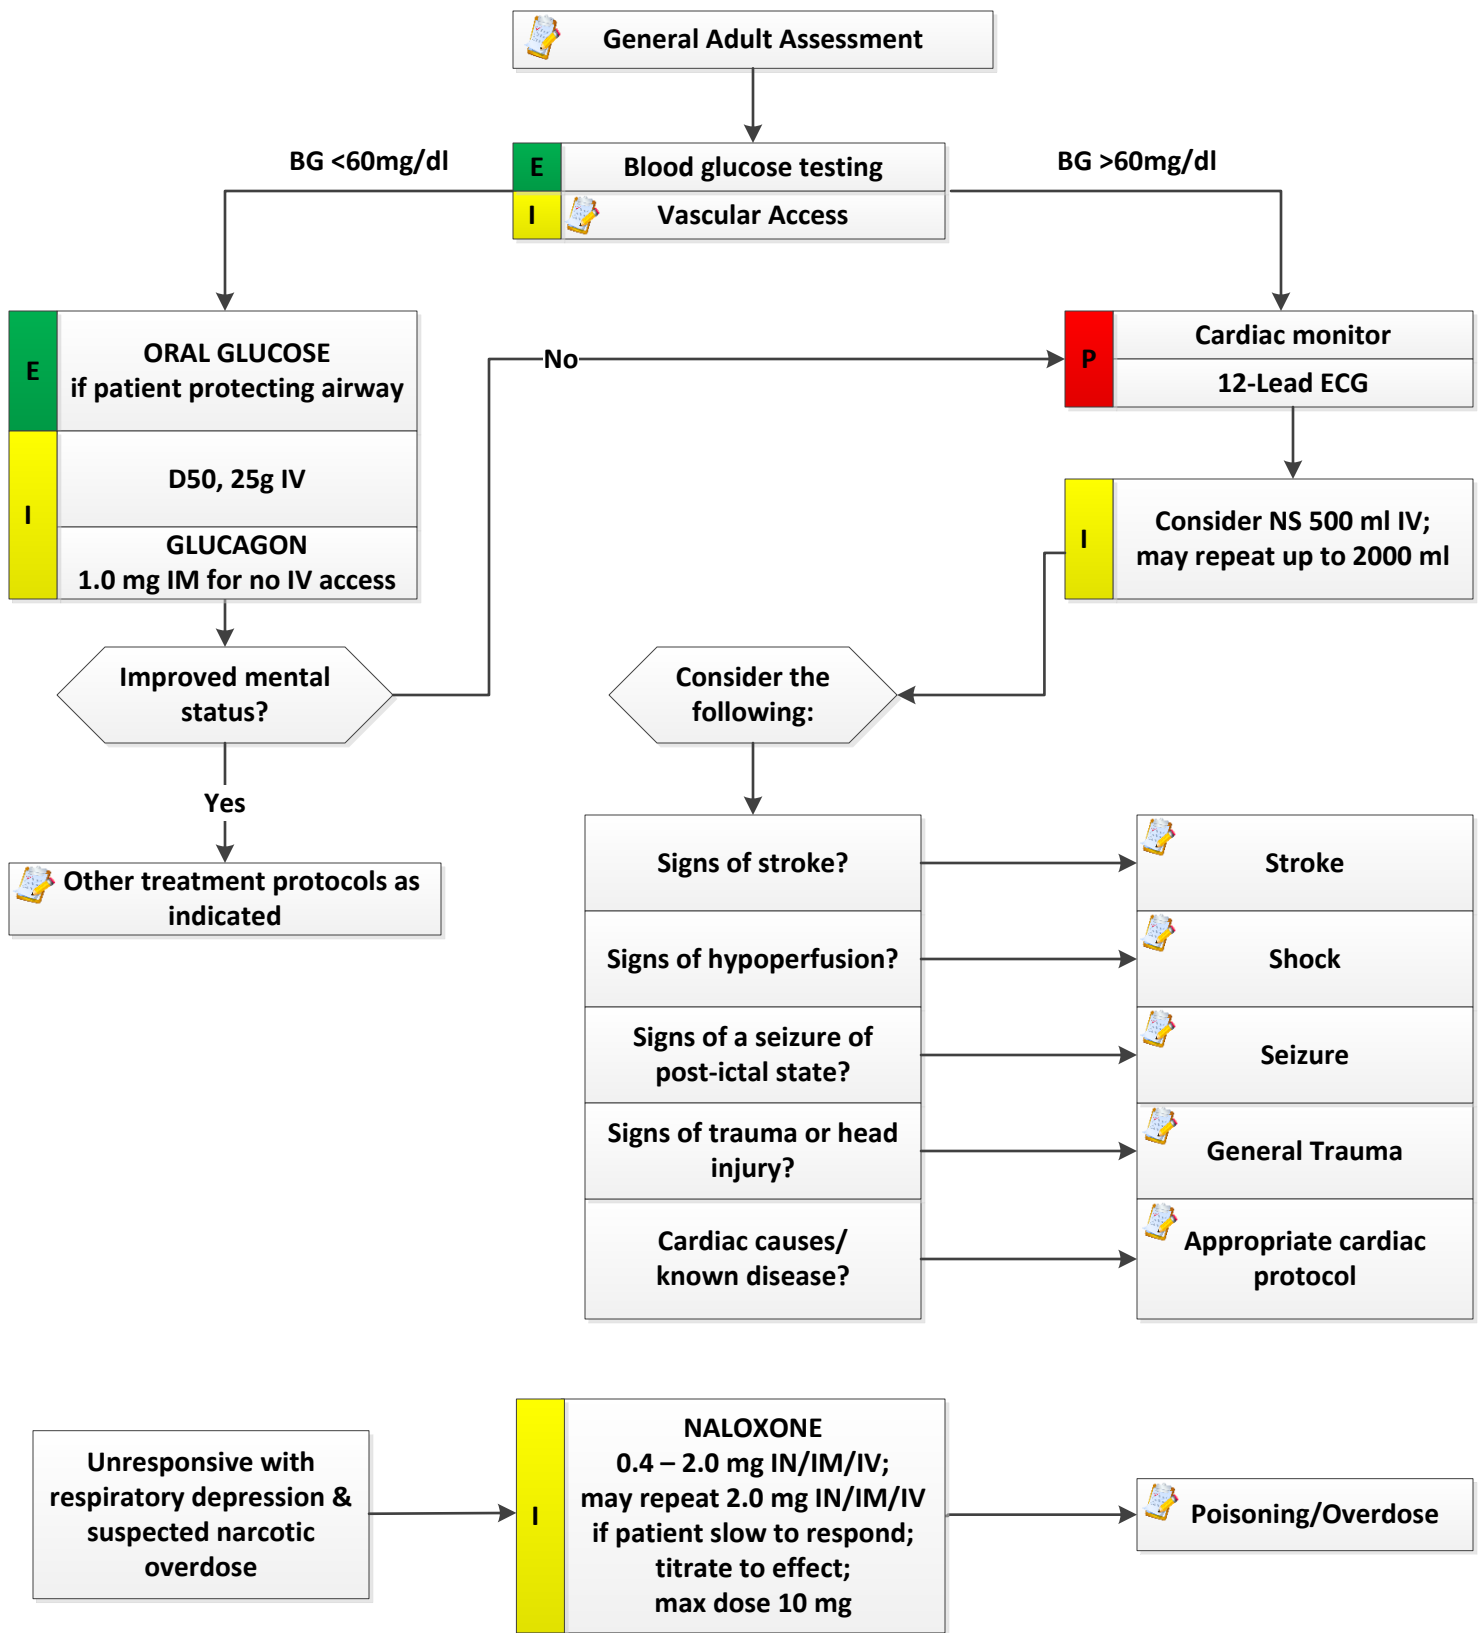 General Adult Assessment
BG <60mg/dl
E
Blood glucose testing
BG >60mg/dl
I
Vascular Access
E
ORAL GLUCOSE
if patient protecting airway
I
D50, 25g IV
GLUCAGON
1.0 mg IM for no IV access
No
P
Cardiac monitor
12-Lead ECG
I
Consider NS 500 ml IV;
may repeat up to 2000 ml
Improved mental
status?
Yes
Other treatment protocols as
indicated
Consider the
following:
Signs of stroke?
Stroke
Signs of hypoperfusion?
Shock
Signs of a seizure of
post-ictal state?
Seizure
Signs of trauma or head
injury?
General Trauma
Cardiac causes/
known disease?
Appropriate cardiac
protocol
Unresponsive with
respiratory depression &
suspected narcotic
overdose
I
NALOXONE
0.4 – 2.0 mg IN/IM/IV;
may repeat 2.0 mg IN/IM/IV
if patient slow to respond;
titrate to effect;
max dose 10 mg
Poisoning/Overdose